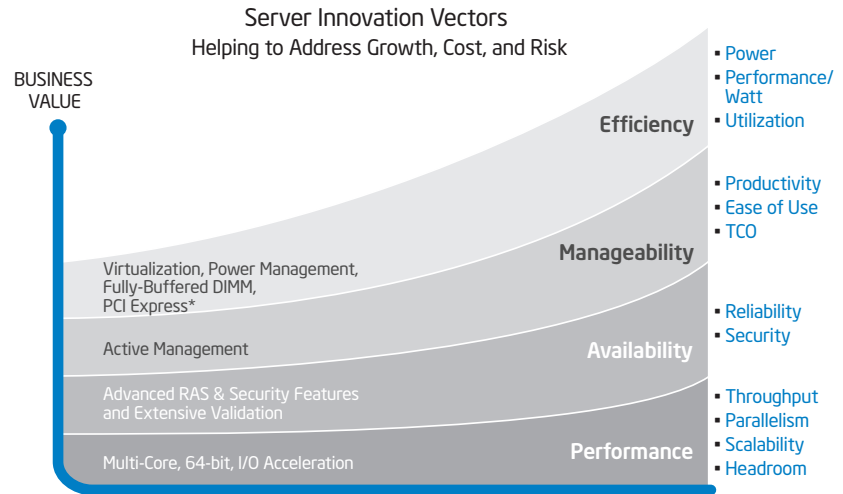 Server Innovation Vectors
Helping to Address Growth, Cost, and Risk
BUSINESS
VALUE
Efficiency
▪ Power
▪ Performance/
Watt
▪ Utilization
Virtualization, Power Management,
Fully-Buffered DIMM,
PCI Express*
Manageability
▪ Productivity
▪ Ease of Use
▪ TCO
Active Management
Availability
▪ Reliability
▪ Security
Advanced RAS & Security Features
and Extensive Validation
Performance
▪ Throughput
▪ Parallelism
▪ Scalability
▪ Headroom
Multi-Core, 64-bit, I/O Acceleration